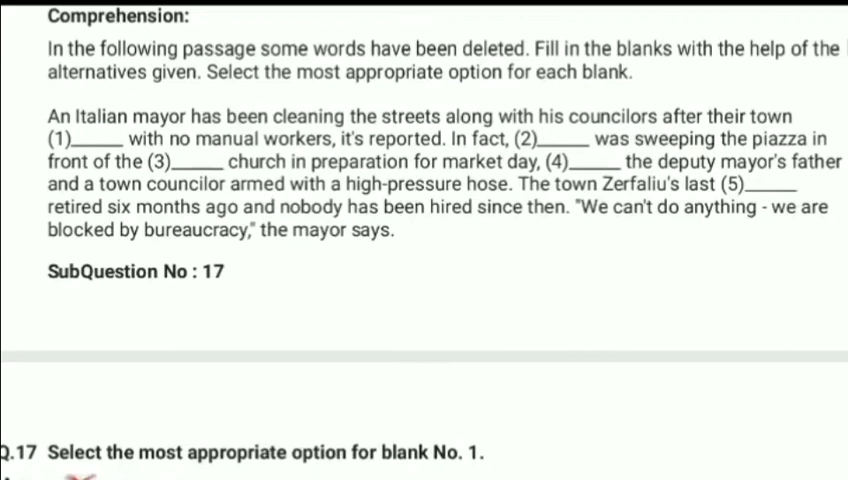 Comprehension:
In the following passage some words have been deleted. Fill in the blanks with the help of the
alternatives given. Select the most appropriate option for each blank.
An Italian mayor has been cleaning the streets along with his councilors after their town
(1)_____ with no manual workers, it's reported. In fact, (2)_____ was sweeping the piazza in
front of the (3)_____ church in preparation for market day, (4)_____ the deputy mayor's father
and a town councilor armed with a high-pressure hose. The town Zerfaliu's last (5)_____
retired six months ago and nobody has been hired since then. "We can't do anything - we are
blocked by bureaucracy," the mayor says.
SubQuestion No : 17
Q.17 Select the most appropriate option for blank No. 1.